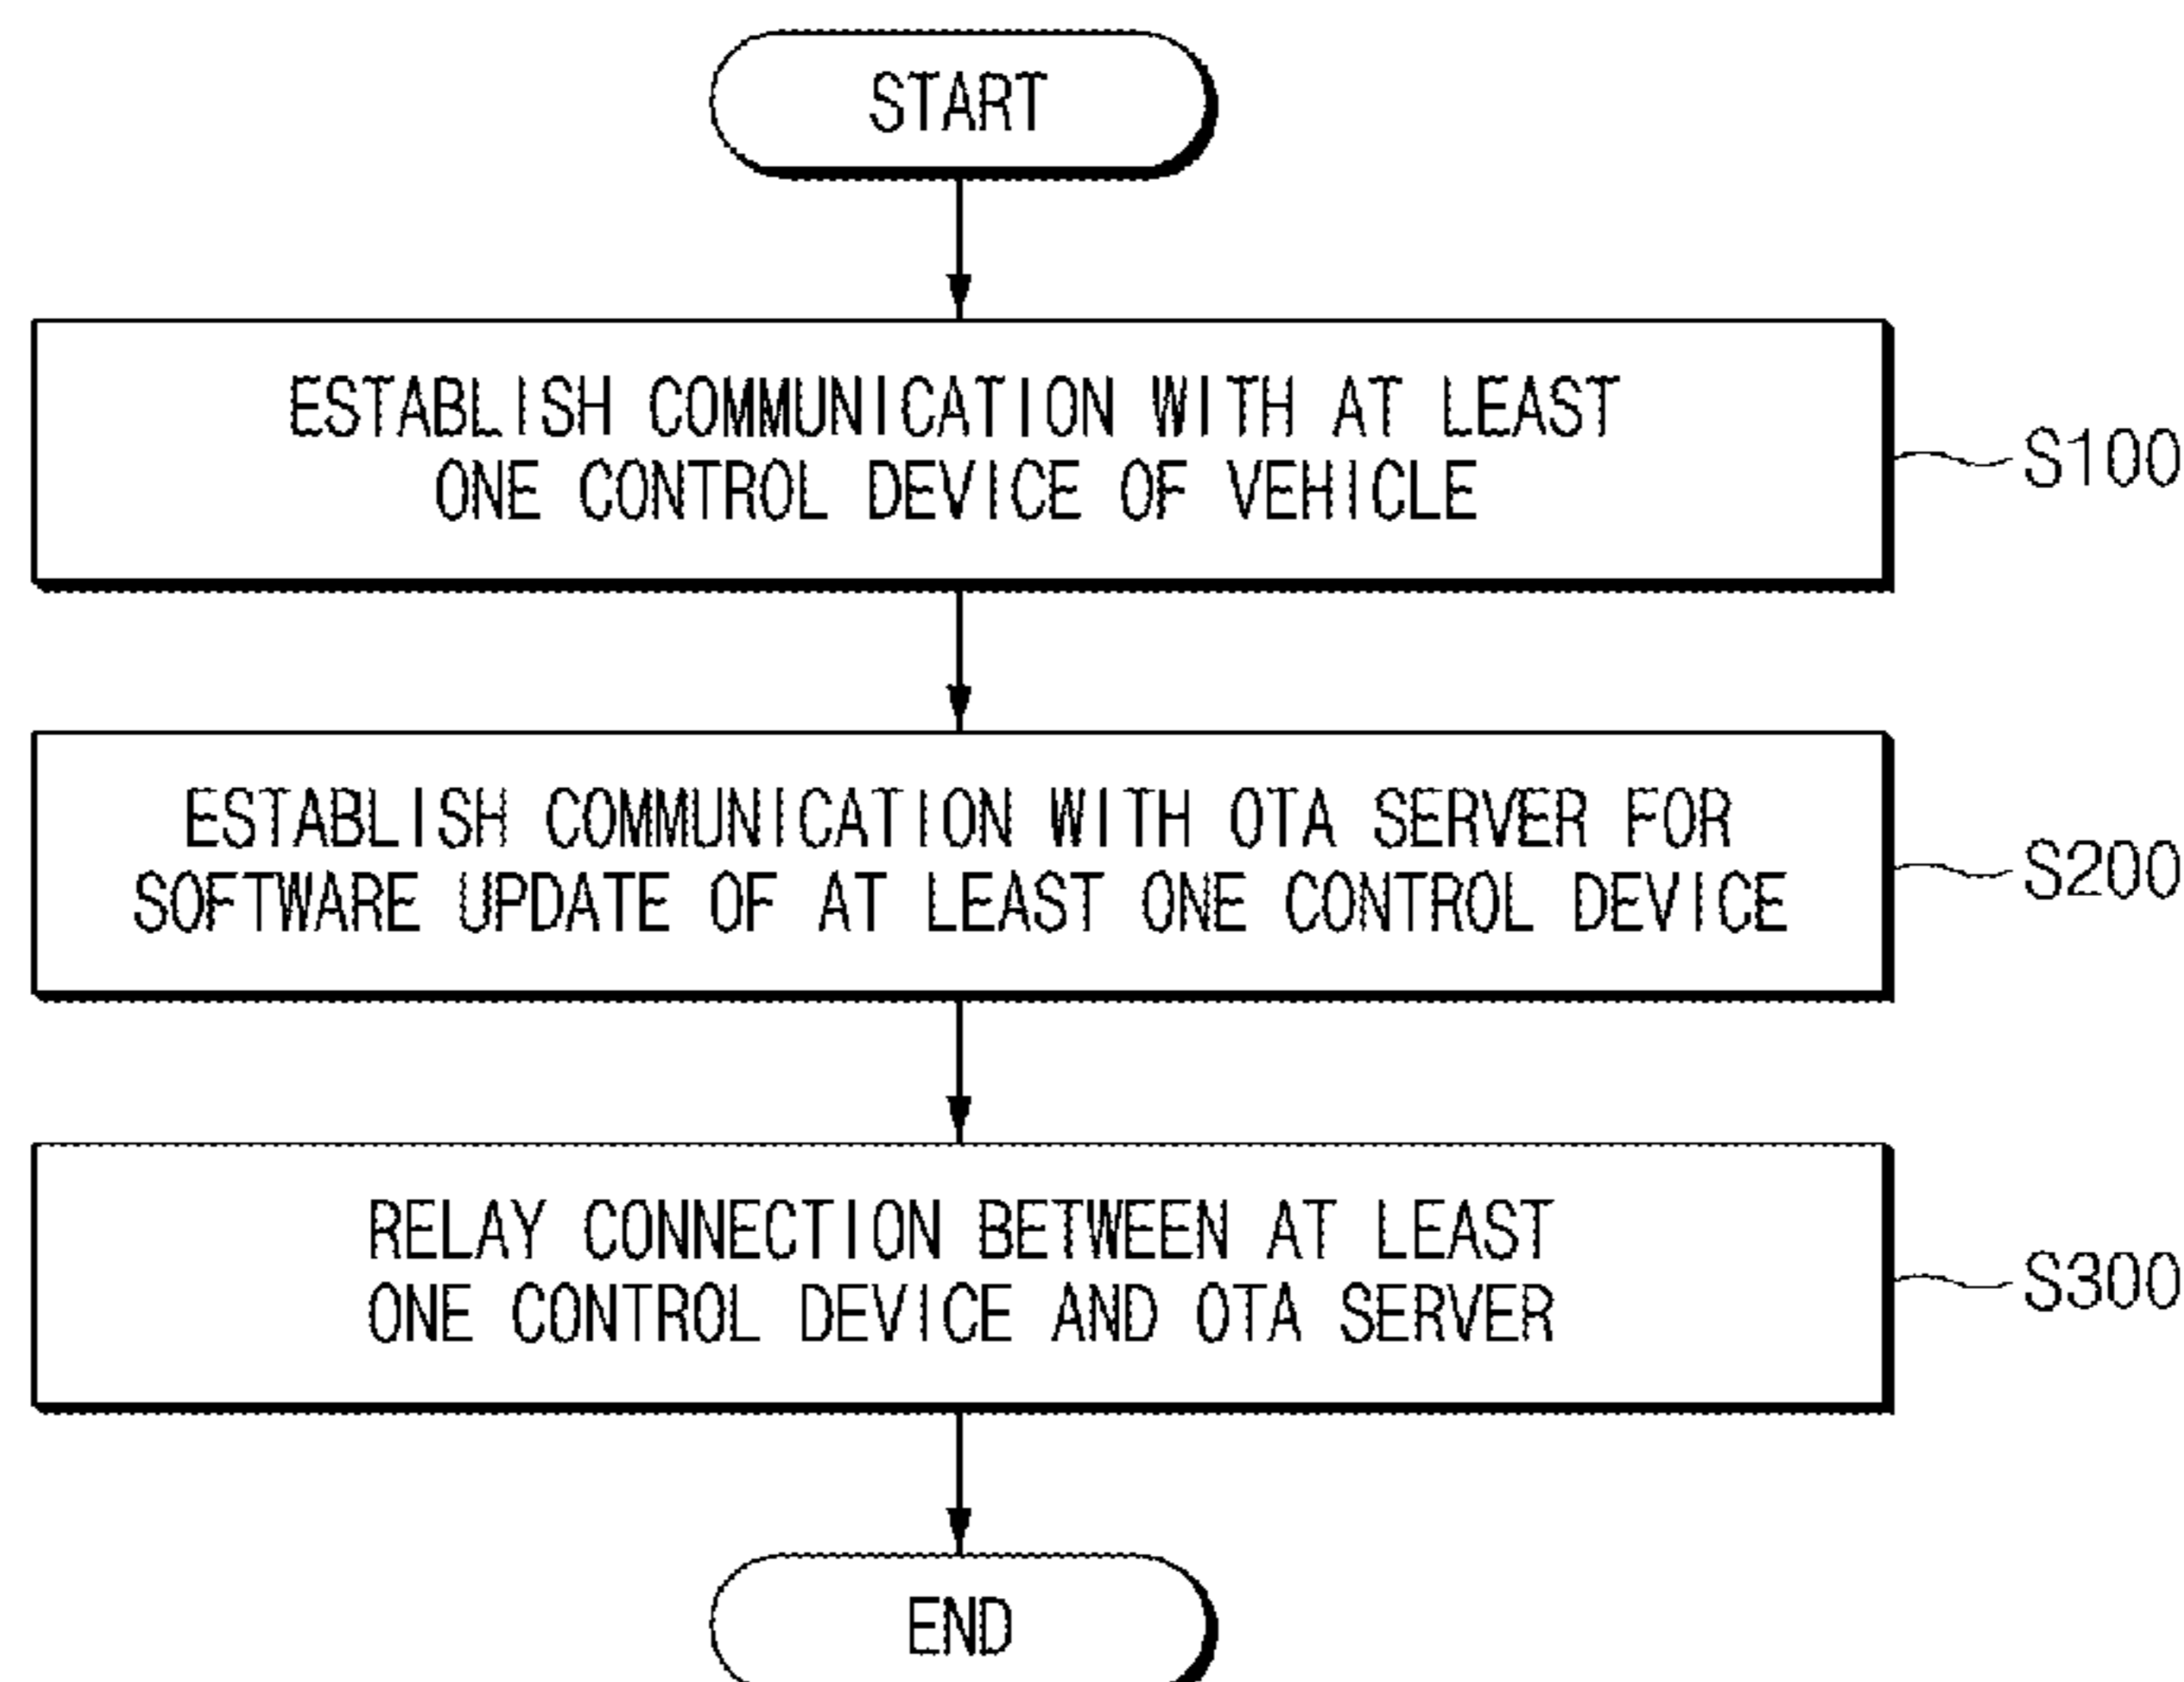 START
ESTABLISH COMMUNICATION WITH AT LEAST
ONE CONTROL DEVICE OF VEHICLE
S100
ESTABLISH COMMUNICATION WITH OTA SERVER FOR
SOFTWARE UPDATE OF AT LEAST ONE CONTROL DEVICE
S200
RELAY CONNECTION BETWEEN AT LEAST
ONE CONTROL DEVICE AND OTA SERVER
S300
END